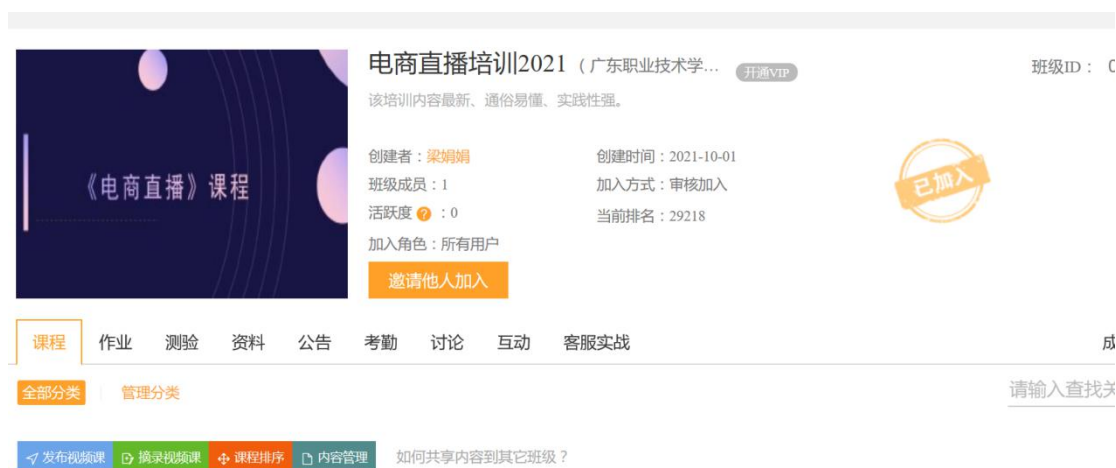 电商直播培训2021 （广东职业技术学... 开通VIP
班级ID： 0
该培训内容最新、通俗易懂、实践性强。
《电商直播》课程
创建者：梁娟娟 创建时间：2021-10-01
班级成员：1 加入方式：审核加入
活跃度 ? ：0 当前排名：29218
加入角色：所有用户
已加入
邀请他人加入
课程 作业 测验 资料 公告 考勤 讨论 互动 客服实战 成
全部分类 管理分类 请输入查找关
发布视频课 摘录视频课 课程排序 内容管理 如何共享内容到其它班级？